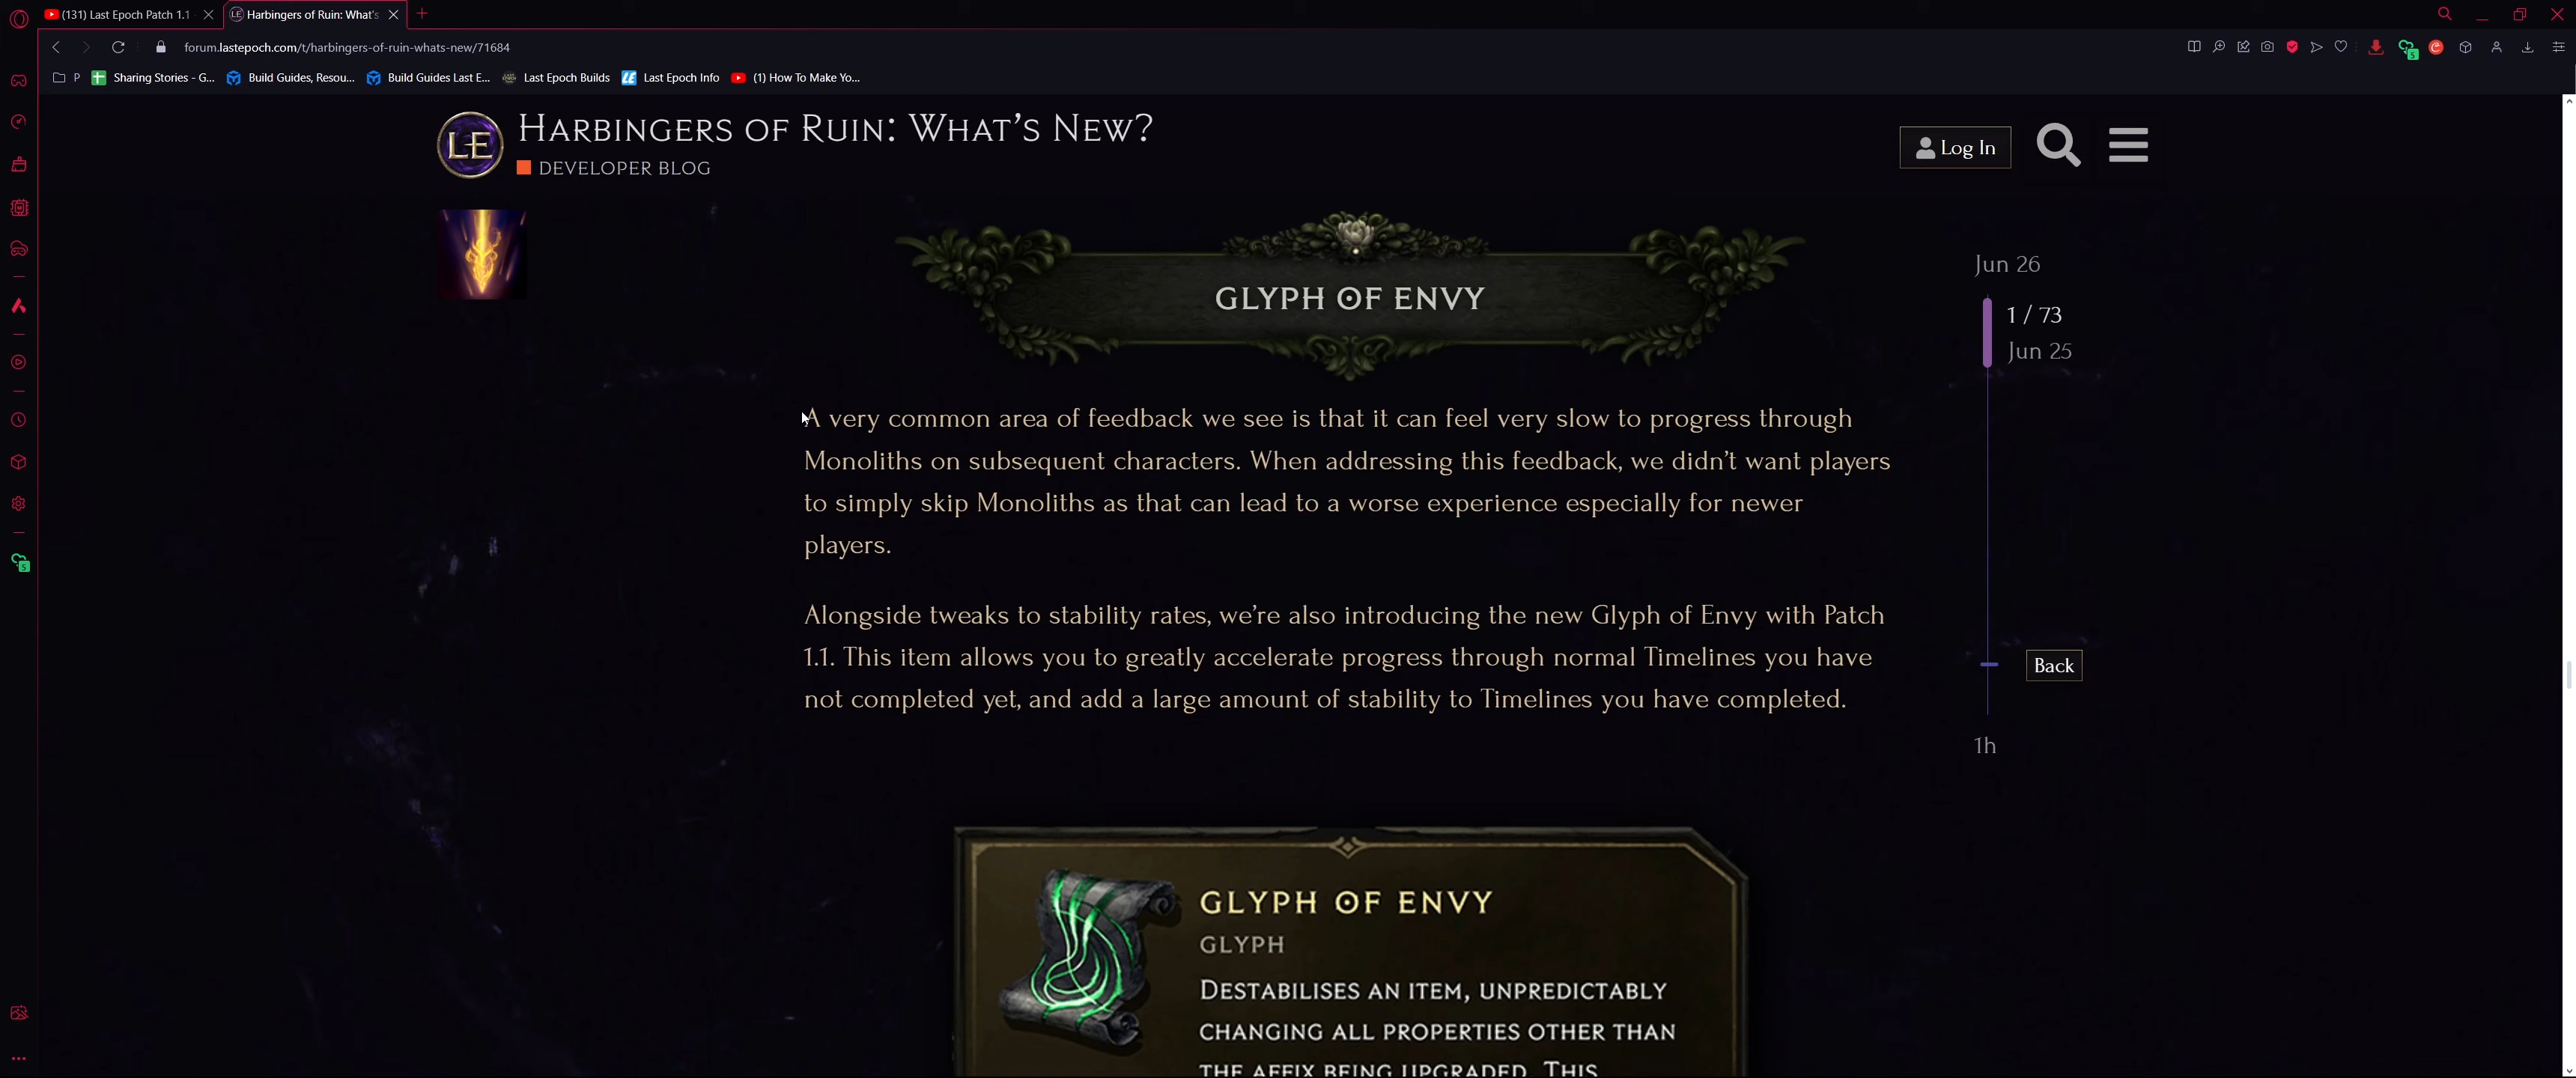 (131) Last Epoch Patch 1.1
Harbingers of Ruin: What's
forum.lastepoch.com/t/harbingers-of-ruin-whats-new/71684
P
Sharing Stories - G...
Build Guides, Resou...
Build Guides Last E...
Last Epoch Builds
Last Epoch Info
(1) How To Make Yo...
LE
HARBINGERS OF RUIN: WHAT'S NEW?
DEVELOPER BLOG
Log In
GLYPH OF ENVY
Jun 26
1 / 73
Jun 25
A very common area of feedback we see is that it can feel very slow to progress through
Monoliths on subsequent characters. When addressing this feedback, we didn't want players
to simply skip Monoliths as that can lead to a worse experience especially for newer
players.
Alongside tweaks to stability rates, we're also introducing the new Glyph of Envy with Patch
1.1. This item allows you to greatly accelerate progress through normal Timelines you have
not completed yet, and add a large amount of stability to Timelines you have completed.
Back
1h
GLYPH OF ENVY
GLYPH
DESTABILISES AN ITEM, UNPREDICTABLY
CHANGING ALL PROPERTIES OTHER THAN
THE AFFIX BEING UPGRADED. THIS
5
5